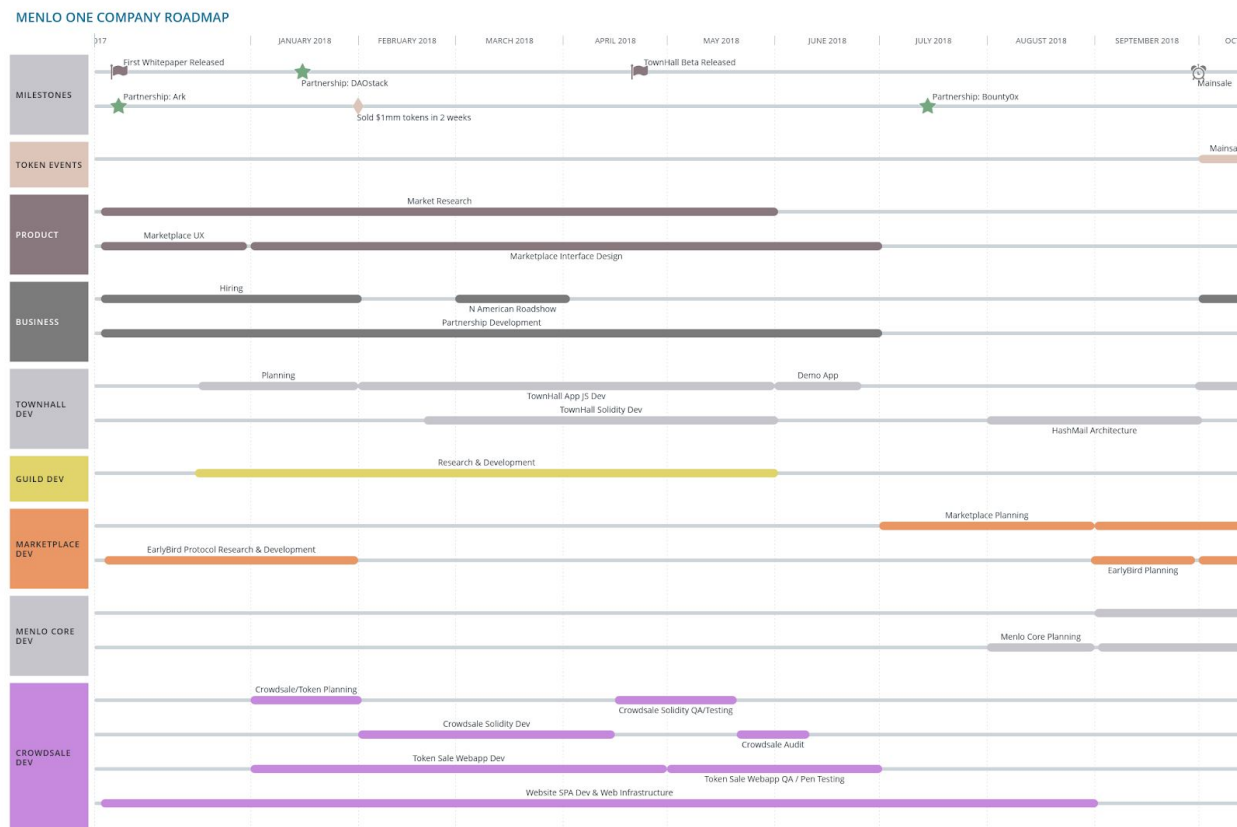 MENLO ONE COMPANY ROADMAP
017 JANUARY 2018 FEBRUARY 2018 MARCH 2018 APRIL 2018 MAY 2018 JUNE 2018 JULY 2018 AUGUST 2018 SEPTEMBER 2018 OC
MILESTONES
First Whitepaper Released
TownHall Beta Released
Partnership: DAOstack
Mainsale
Partnership: Ark
Partnership: Bounty0x
Sold $1mm tokens in 2 weeks
TOKEN EVENTS
Mainsa
PRODUCT
Market Research
Marketplace UX
Marketplace Interface Design
BUSINESS
Hiring
N American Roadshow
Partnership Development
TOWNHALL
DEV
Planning
Demo App
TownHall App JS Dev
TownHall Solidity Dev
HashMail Architecture
GUILD DEV
Research & Development
MARKETPLACE
DEV
Marketplace Planning
EarlyBird Protocol Research & Development
EarlyBird Planning
MENLO CORE
DEV
Menlo Core Planning
CROWDSALE
DEV
Crowdsale/Token Planning
Crowdsale Solidity QA/Testing
Crowdsale Solidity Dev
Crowdsale Audit
Token Sale Webapp Dev
Token Sale Webapp QA / Pen Testing
Website SPA Dev & Web Infrastructure